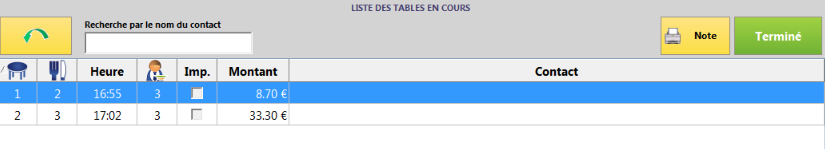 LISTE DES TABLES EN COURS
Recherche par le nom du contact
Note
Terminé
Heure Imp. Montant Contact
1 2 16:55 3 8.70 €
2 3 17:02 3 33.30 €